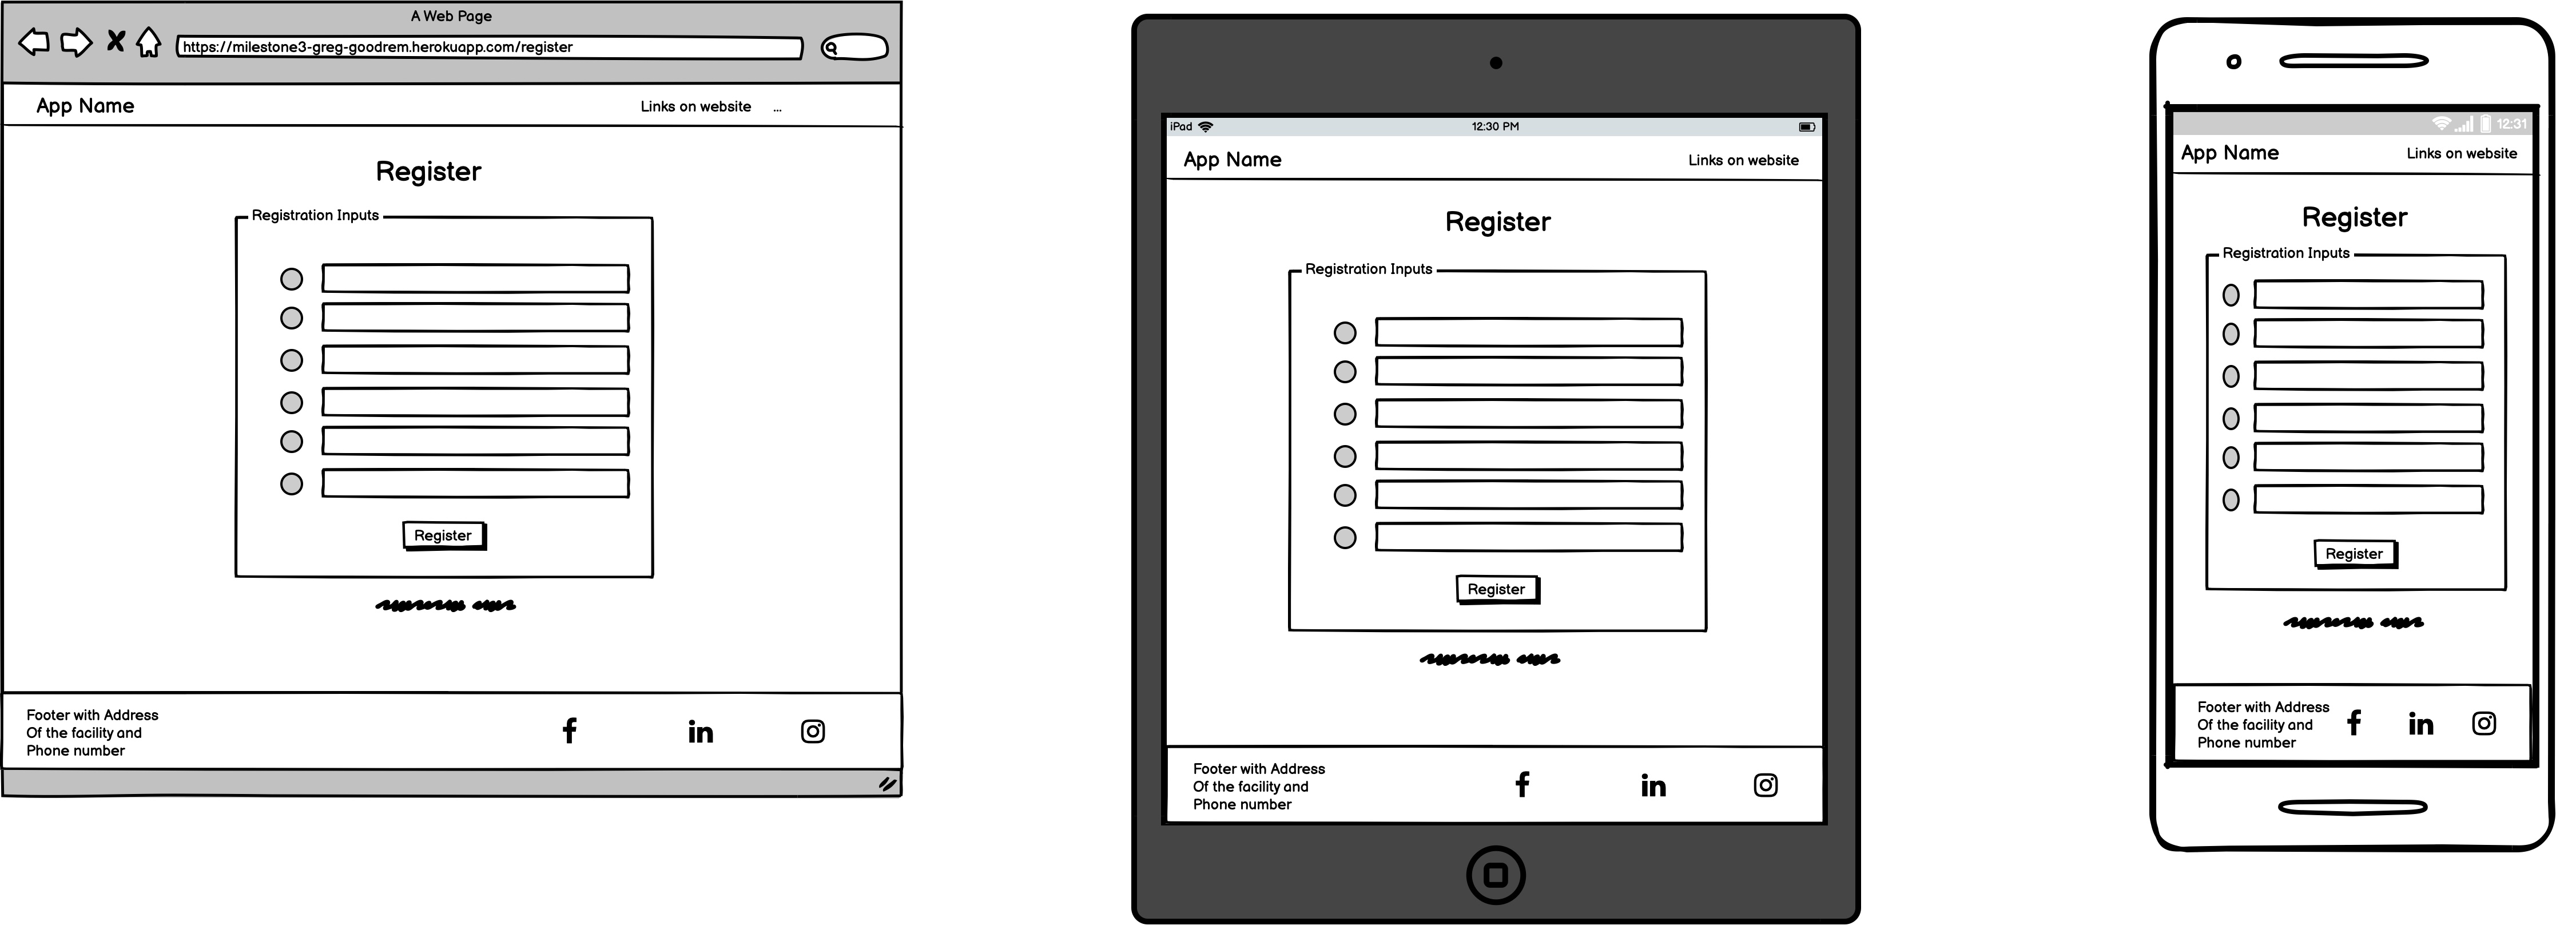 A Web Page
https://milestone3-greg-goodrem.herokuapp.com/register
App Name
Links on website ...
Register
Registration Inputs
Register
Footer with Address
Of the facility and
Phone number
f
in
iPad
12:30 PM
App Name
Links on website
Register
Registration Inputs
Register
Footer with Address
Of the facility and
Phone number
f
in
12:31
App Name
Links on website
Register
Registration Inputs
Register
Footer with Address
Of the facility and
Phone number
f
in